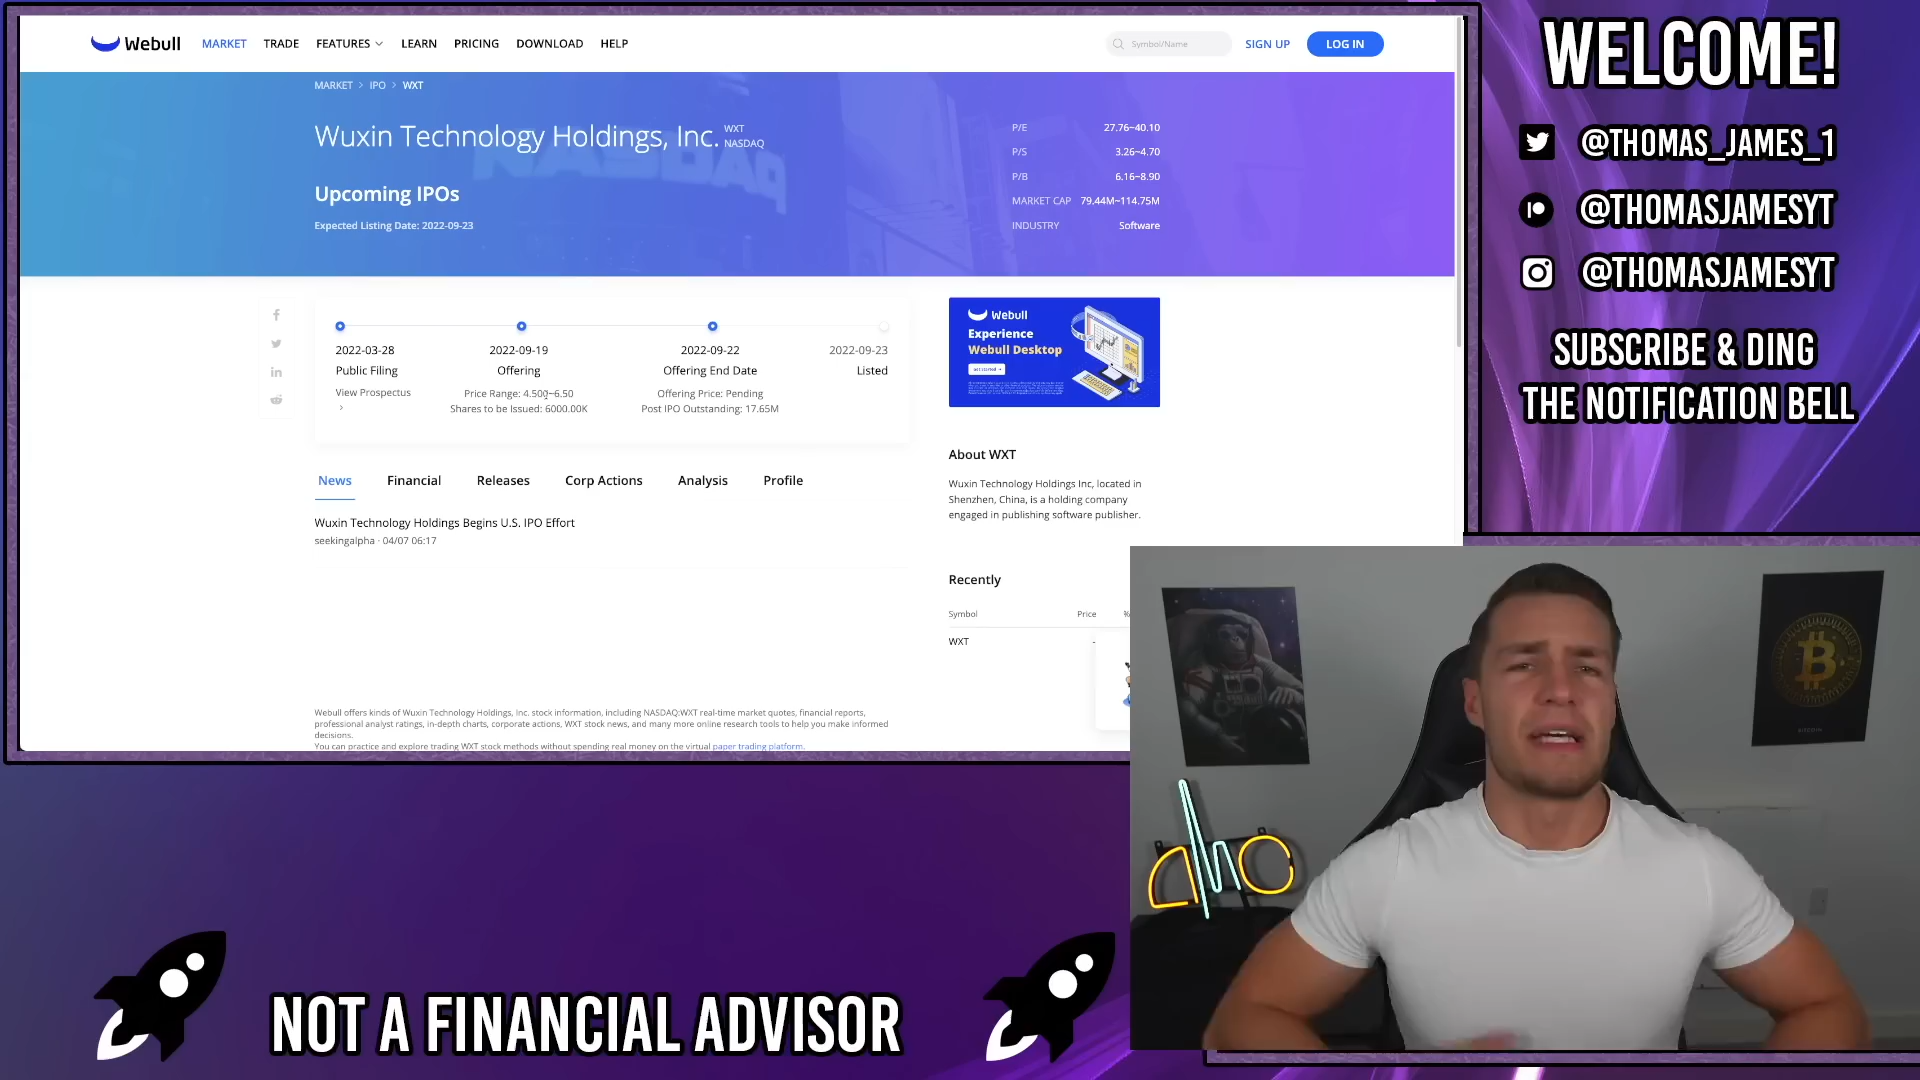 Webull
MARKET TRADE FEATURES LEARN PRICING DOWNLOAD HELP
Symbol/Name
SIGN UP
LOG IN
MARKET > IPO > WXT
Wuxin Technology Holdings, Inc.
WXT
NASDAQ
NASDAQ
Upcoming IPOs
Expected Listing Date: 2022-09-23
P/E 27.76~40.10
P/S 3.26~4.70
P/B 6.16~8.90
MARKET CAP 79.44M~114.75M
INDUSTRY Software
2022-03-28
Public Filing
View Prospectus
>
2022-09-19
Offering
Price Range: 4.500~6.50
Shares to be Issued: 6000.00K
2022-09-22
Offering End Date
Offering Price: Pending
Post IPO Outstanding: 17.65M
2022-09-23
Listed
News Financial Releases Corp Actions Analysis Profile
Wuxin Technology Holdings Begins U.S. IPO Effort
seekingalpha · 04/07 06:17
Webull offers kinds of Wuxin Technology Holdings, Inc. stock information, including NASDAQ:WXT real-time market quotes, financial reports,
professional analyst ratings, in-depth charts, corporate actions, WXT stock news, and many more online research tools to help you make informed
decisions.
You can practice and explore trading WXT stock methods without spending real money on the virtual paper trading platform.
Webull
Experience
Webull Desktop
About WXT
Wuxin Technology Holdings Inc, located in
Shenzhen, China, is a holding company
engaged in publishing software publisher.
Recently
Symbol Price %
WXT -
WELCOME!
@THOMAS_JAMES_1
@THOMASJAMESYT
@THOMASJAMESYT
SUBSCRIBE & DING
THE NOTIFICATION BELL
NOT A FINANCIAL ADVISOR